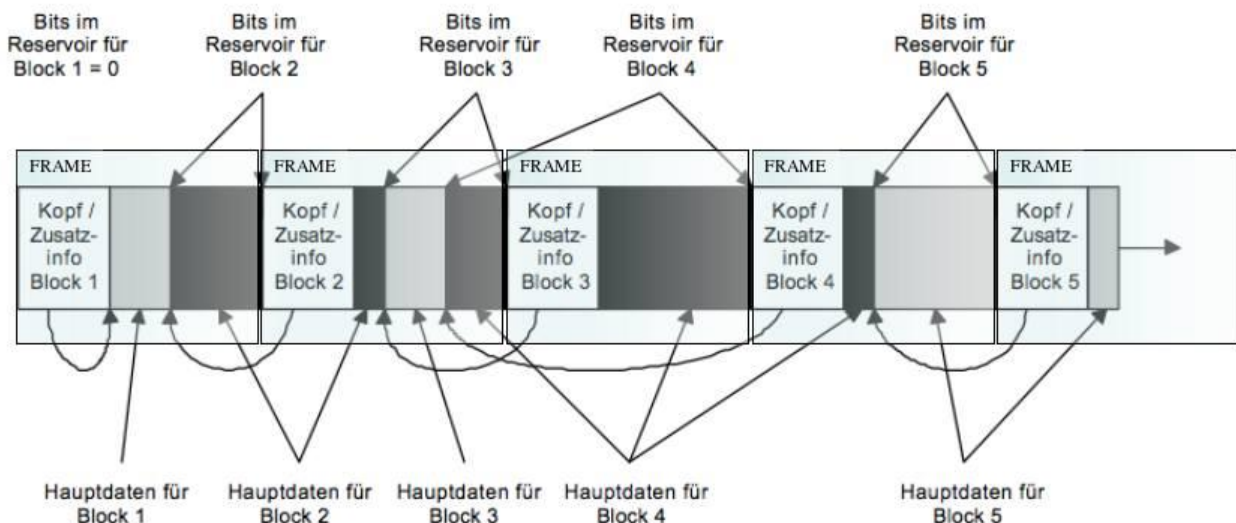 Bits im
Reservoir für
Block 1 = 0
Bits im
Reservoir für
Block 2
Bits im
Reservoir für
Block 3
Bits im
Reservoir für
Block 4
Bits im
Reservoir für
Block 5
FRAME
FRAME
FRAME
FRAME
FRAME
Kopf /
Zusatz-
info
Block 1
Kopf /
Zusatz-
info
Block 2
Kopf /
Zusatz-
info
Block 3
Kopf /
Zusatz-
info
Block 4
Kopf /
Zusatz-
info
Block 5
Hauptdaten für
Block 1
Hauptdaten für
Block 2
Hauptdaten für
Block 3
Hauptdaten für
Block 4
Hauptdaten für
Block 5